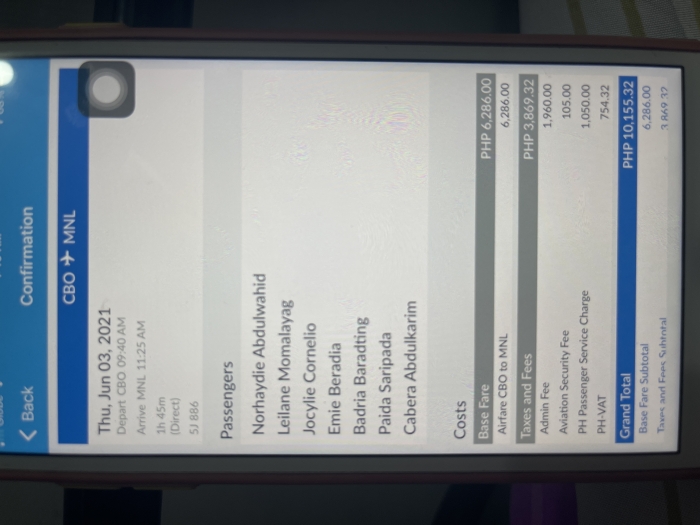 Back
Confirmation
CBO ✈ MNL
Thu, Jun 03, 2021
Depart CBO 09:40 AM
Arrive MNL 11:25 AM
1h 45m
(Direct)
5J 886
Passengers
Norhaydie Abdulwahid
Leilane Momalayag
Jocylie Cornelio
Emie Beradia
Badria Baradting
Paida Saripada
Cabera Abdulkarim
Costs
Base Fare PHP 6,286.00
Airfare CBO to MNL 6,286.00
Taxes and Fees PHP 3,869.32
Admin Fee 1,960.00
Aviation Security Fee 105.00
PH Passenger Service Charge 1,050.00
PH-VAT 754.32
Grand Total PHP 10,155.32
Base Fare Subtotal 6,286.00
Taxes and Fees Subtotal 3,869.32